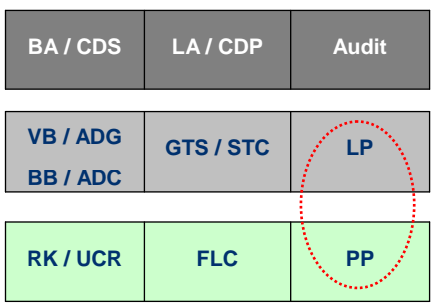 BA / CDS LA / CDP Audit
VB / ADG
BB / ADC
GTS / STC LP
RK / UCR FLC PP